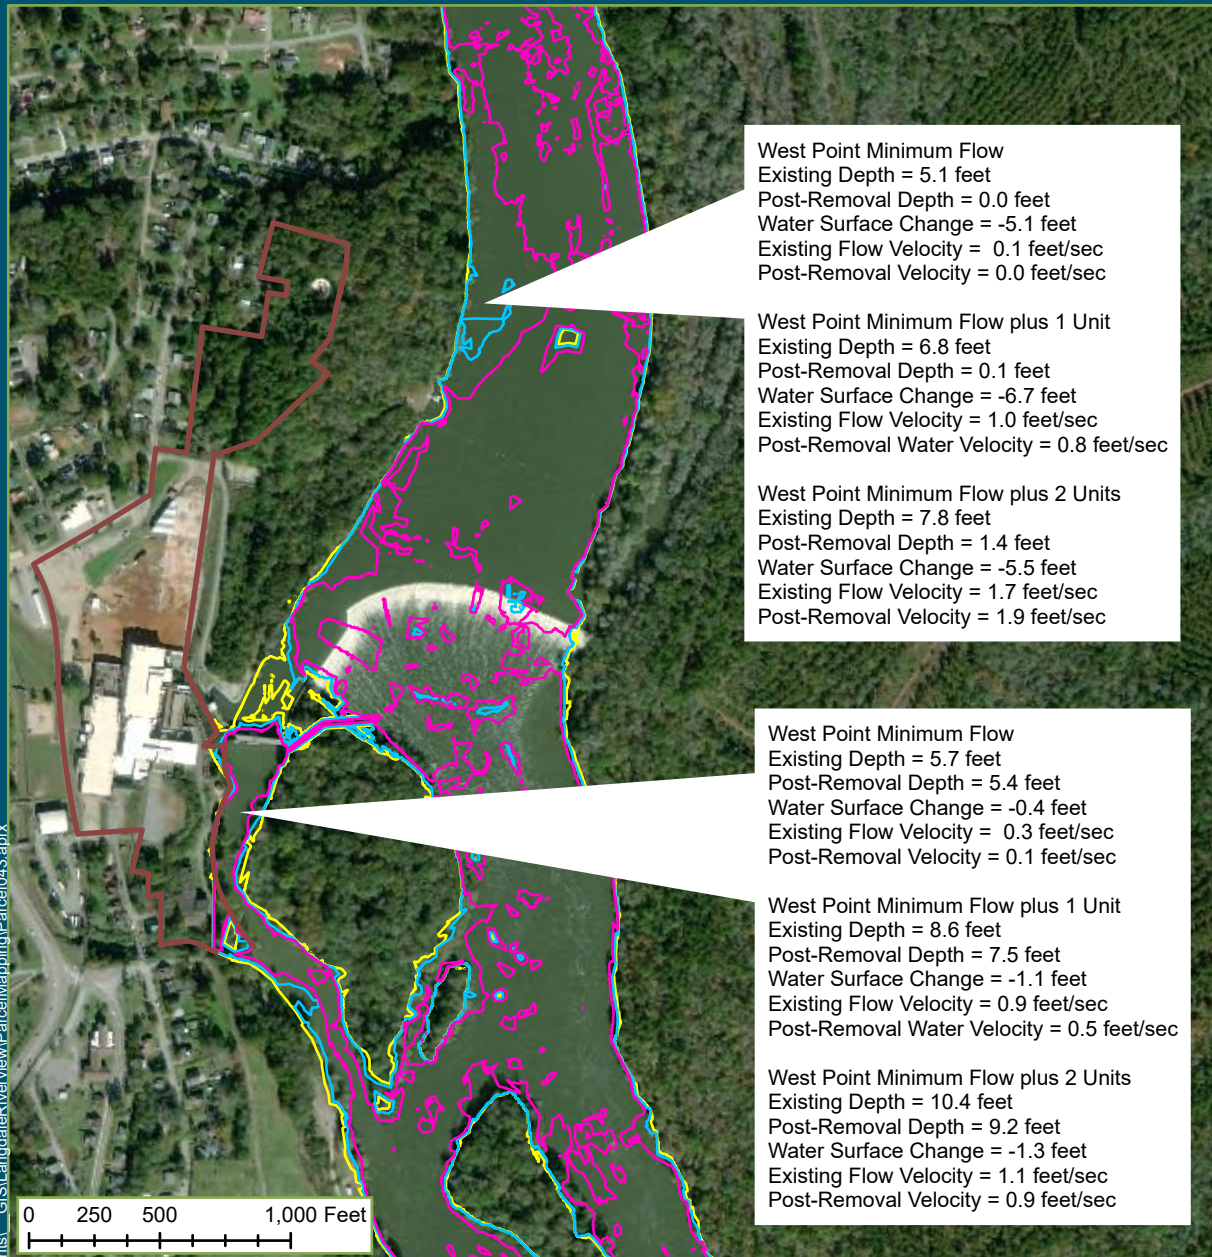 West Point Minimum Flow
Existing Depth = 5.1 feet
Post-Removal Depth = 0.0 feet
Water Surface Change = -5.1 feet
Existing Flow Velocity =  0.1 feet/sec
Post-Removal Velocity = 0.0 feet/sec
West Point Minimum Flow plus 1 Unit
Existing Depth = 6.8 feet
Post-Removal Depth = 0.1 feet
Water Surface Change = -6.7 feet
Existing Flow Velocity = 1.0 feet/sec
Post-Removal Water Velocity = 0.8 feet/sec
West Point Minimum Flow plus 2 Units
Existing Depth = 7.8 feet
Post-Removal Depth = 1.4 feet
Water Surface Change = -5.5 feet
Existing Flow Velocity = 1.7 feet/sec
Post-Removal Velocity = 1.9 feet/sec
West Point Minimum Flow
Existing Depth = 5.7 feet
Post-Removal Depth = 5.4 feet
Water Surface Change = -0.4 feet
Existing Flow Velocity =  0.3 feet/sec
Post-Removal Velocity = 0.1 feet/sec
West Point Minimum Flow plus 1 Unit
Existing Depth = 8.6 feet
Post-Removal Depth = 7.5 feet
Water Surface Change = -1.1 feet
Existing Flow Velocity = 0.9 feet/sec
Post-Removal Water Velocity = 0.5 feet/sec
West Point Minimum Flow plus 2 Units
Existing Depth = 10.4 feet
Post-Removal Depth = 9.2 feet
Water Surface Change = -1.3 feet
Existing Flow Velocity = 1.1 feet/sec
Post-Removal Velocity = 0.9 feet/sec
0 250 500 1,000 Feet